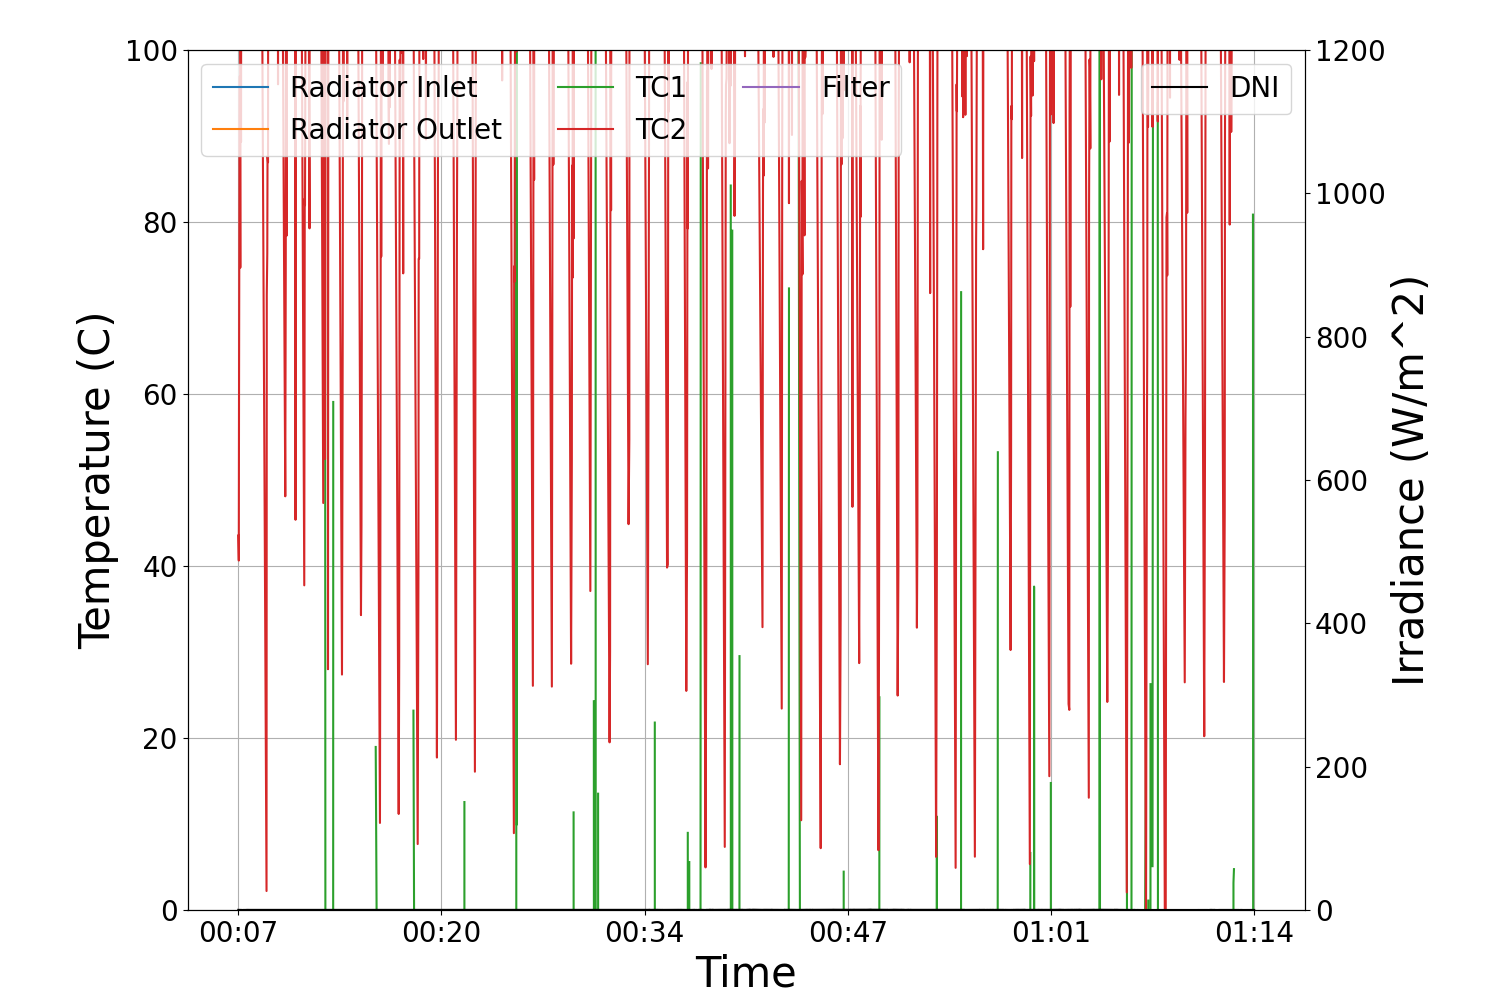 Radiator Inlet
Radiator Outlet
TC1
TC2
Filter
DNI
Temperature (C)
100
80
60
40
20
0
1200
1000
800
600
400
200
0
Irradiance (W/m^2)
00:07 00:20 00:34 00:47 01:01 01:14
Time